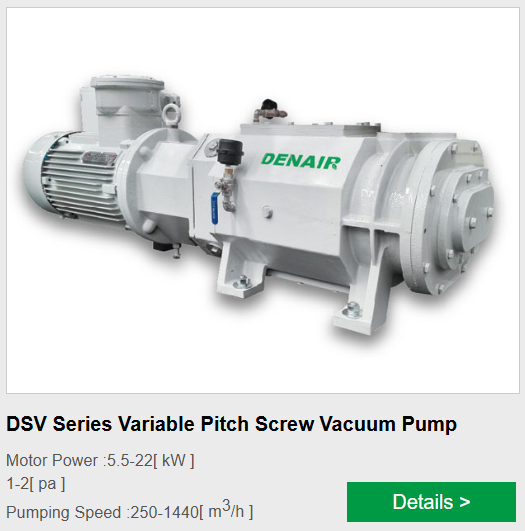 DENAIR
DSV Series Variable Pitch Screw Vacuum Pump
Motor Power :5.5-22[ kW ]
1-2[ pa ]
Pumping Speed :250-1440[ m3/h ]
Details >